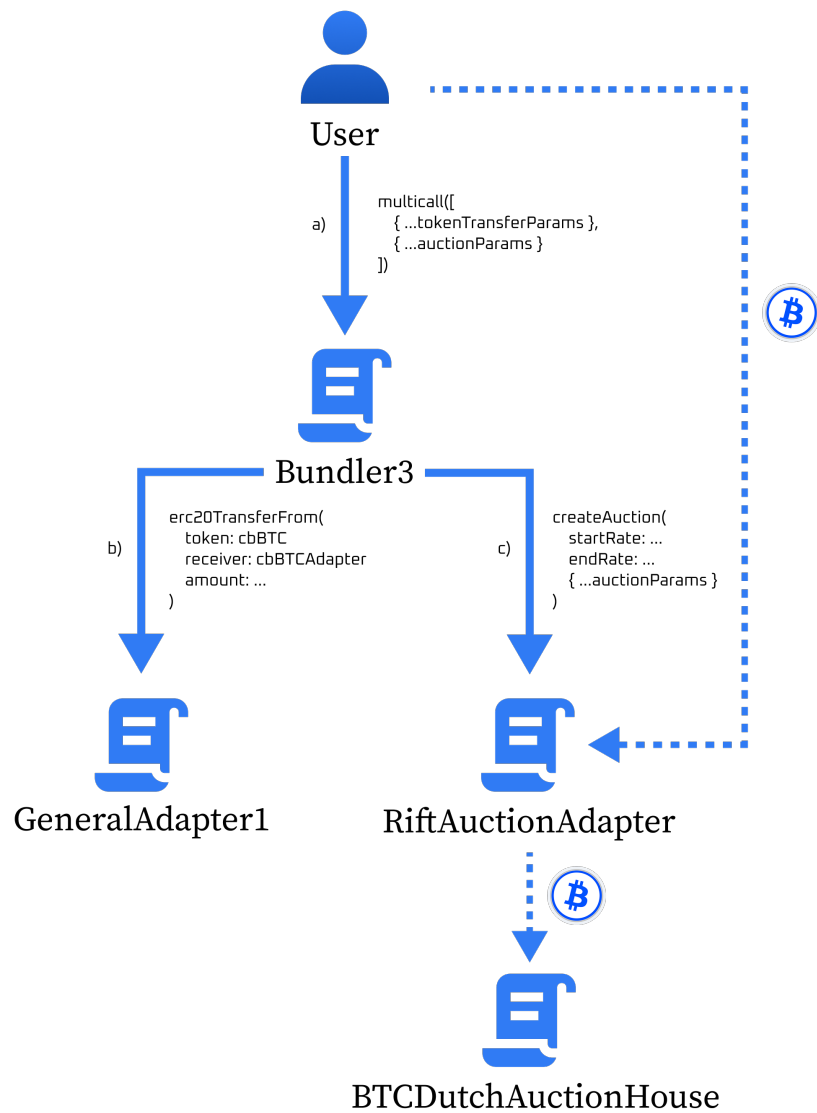 User
a)
multicall([
{ ...tokenTransferParams },
{ ...auctionParams }
])
Bundler3
b)
erc20TransferFrom(
token: cbBTC
receiver: cbBTCAdapter
amount: ...
)
c)
createAuction(
startRate: ...
endRate: ...
{ ...auctionParams }
)
GeneralAdapter1
RiftAuctionAdapter
BTCDutchAuctionHouse